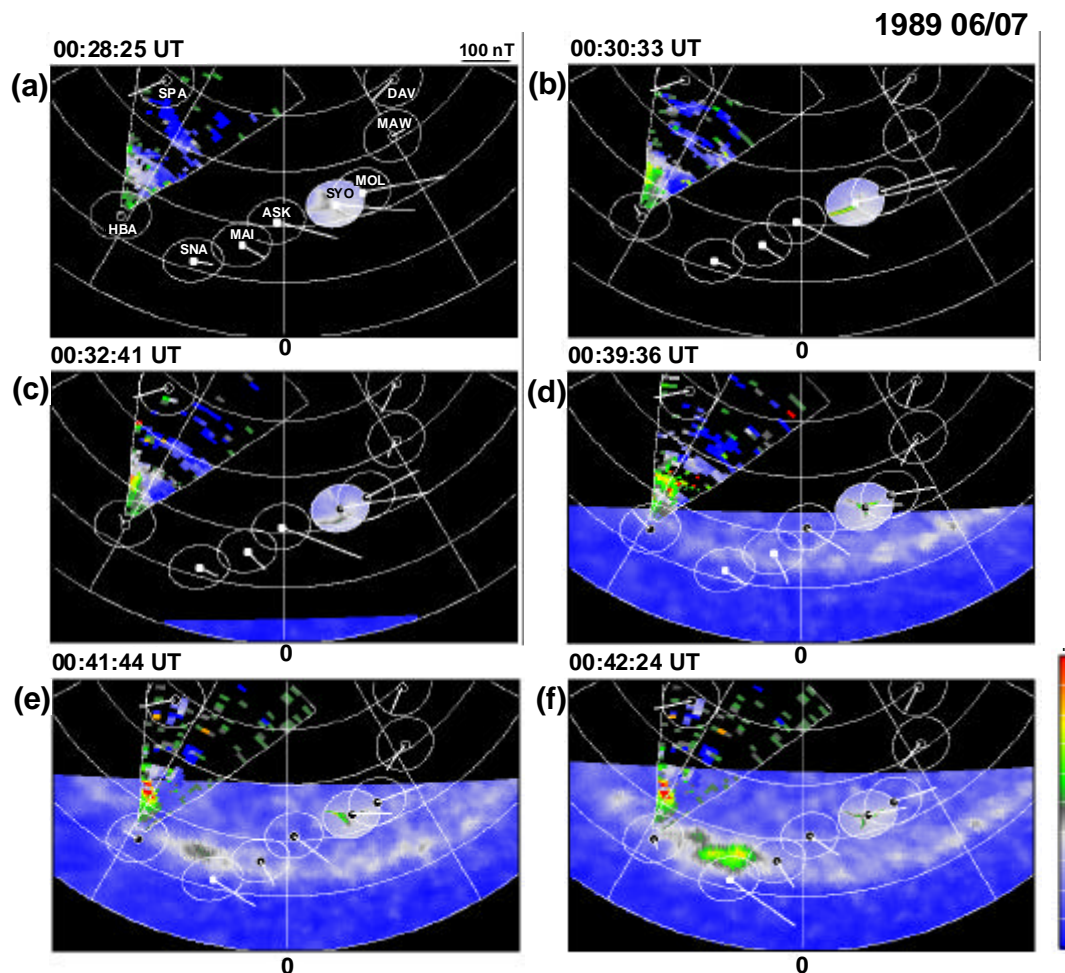 1989 06/07
00:28:25 UT
100 nT
(a)
SPA
DAV
MAW
MOL
SYO
ASK
HBA
MAI
SNA
0
00:30:33 UT
(b)
0
00:32:41 UT
(c)
0
00:39:36 UT
(d)
0
00:41:44 UT
(e)
0
00:42:24 UT
(f)
0